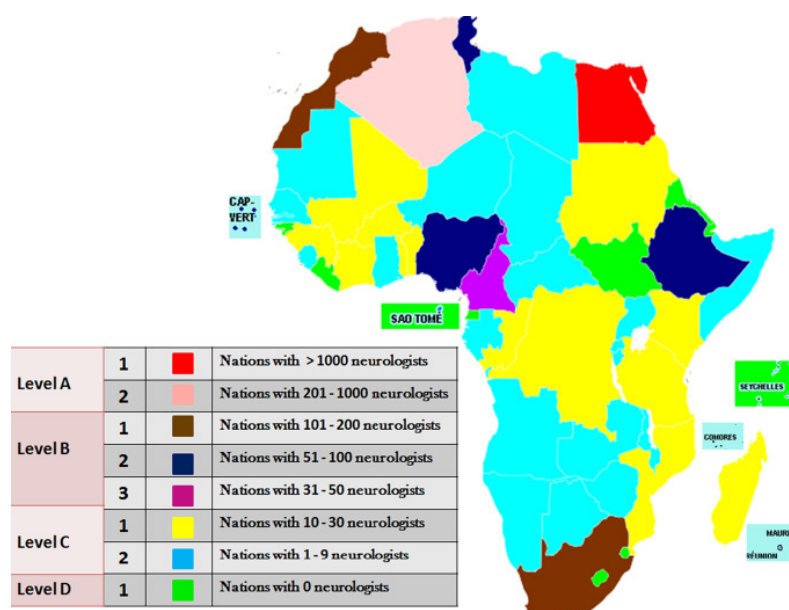 CAP-
VERT
SAO TOMÉ
SEYCHELLES
COMORES
MAURI
RÉUNION
Level A 1 Nations with > 1000 neurologists
2 Nations with 201 - 1000 neurologists
Level B 1 Nations with 101 - 200 neurologists
2 Nations with 51 - 100 neurologists
3 Nations with 31 - 50 neurologists
Level C 1 Nations with 10 - 30 neurologists
2 Nations with 1 - 9 neurologists
Level D 1 Nations with 0 neurologists